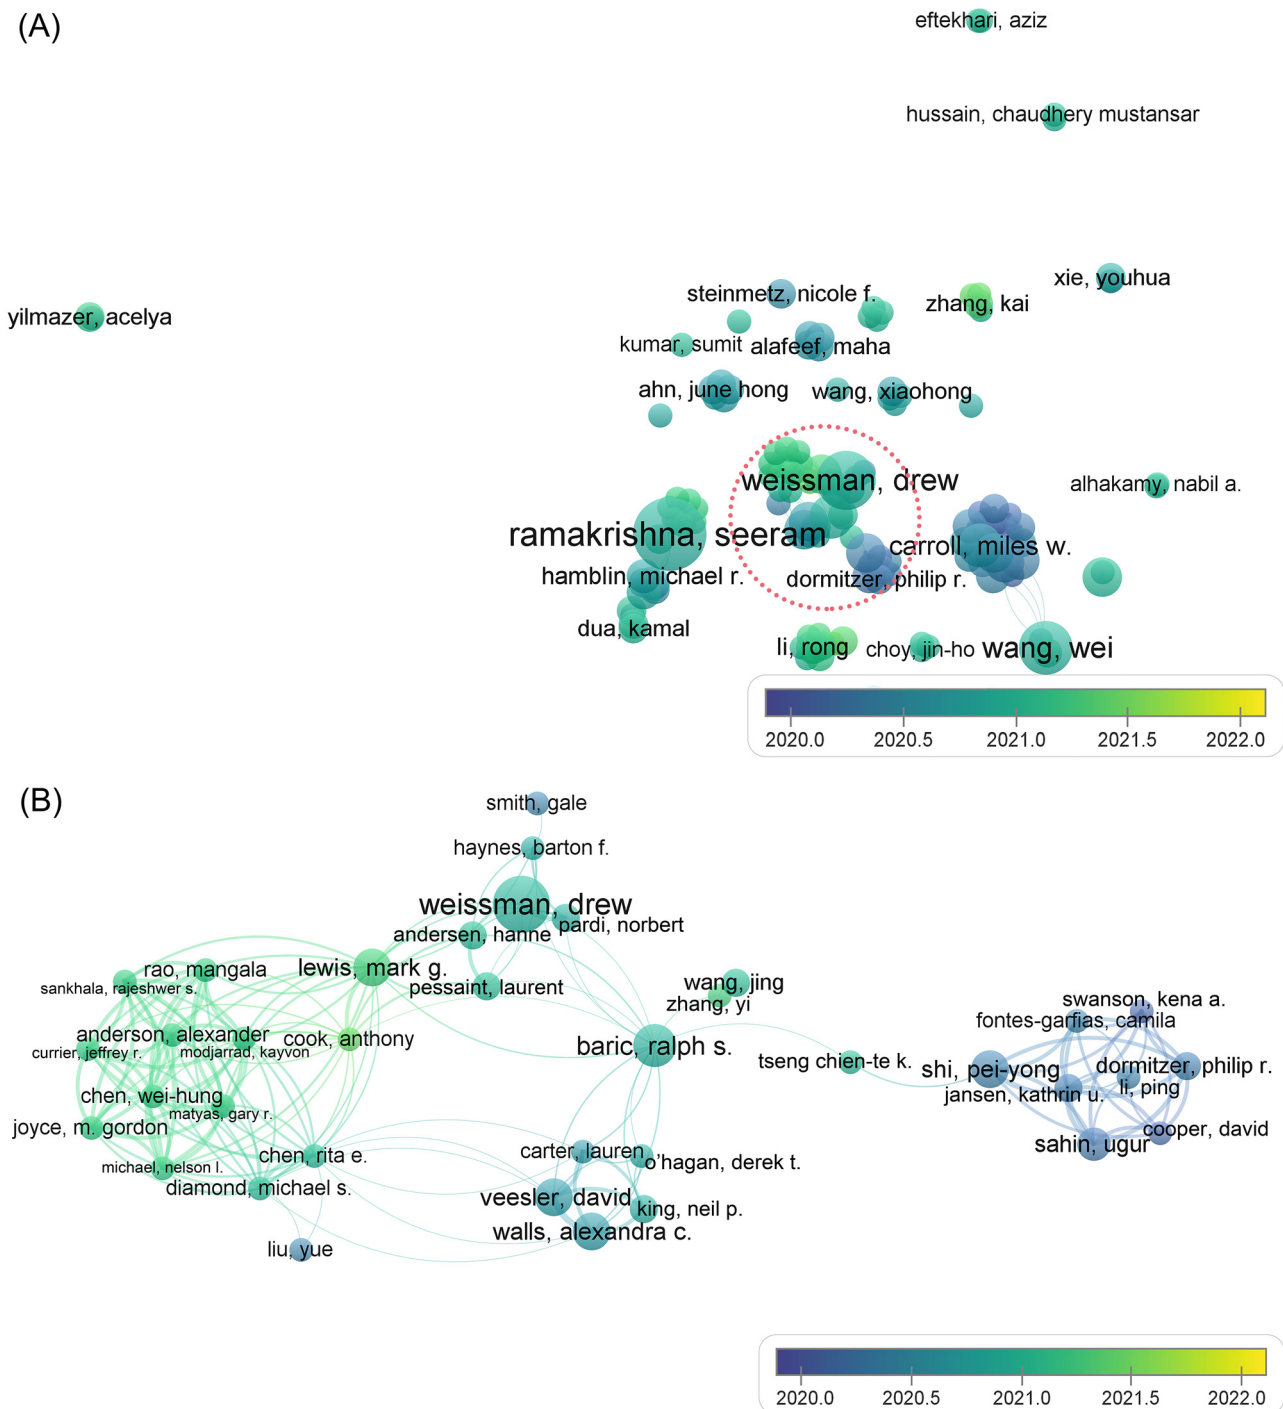 (A)
eftekhari, aziz
hussain, chaudhery mustansar
xie, youhua
steinmetz, nicole f.
zhang, kai
yilmazer, acelya
kumar, sumit
alafeef, maha
ahn, june hong
wang, xiaohong
weissman, drew
alhakamy, nabil a.
ramakrishna, seeram
carroll, miles w.
hamblin, michael r.
dormitzer, philip r.
dua, kamal
li, rong
choy, jin-ho
wang, wei
2020.0 2020.5 2021.0 2021.5 2022.0
(B)
smith, gale
haynes, barton f.
weissman, drew
pardi, norbert
andersen, hanne
rao, mangala
lewis, mark g.
sankhala, rajeshwer s.
pessaint, laurent
wang, jing
zhang, yi
swanson, kena a.
fontes-garfias, camila
anderson, alexander
cook, anthony
currier, jeffrey r.
modjarrad, kayvon
baric, ralph s.
tseng chien-te k.
shi, pei-yong
dormitzer, philip r.
li, ping
jansen, kathrin u.
chen, wei-hung
matyas, gary r.
joyce, m. gordon
cooper, david
sahin, ugur
chen, rita e.
carter, lauren
o'hagan, derek t.
michael, nelson l.
diamond, michael s.
veesler, david
king, neil p.
walls, alexandra c.
liu, yue
2020.0 2020.5 2021.0 2021.5 2022.0